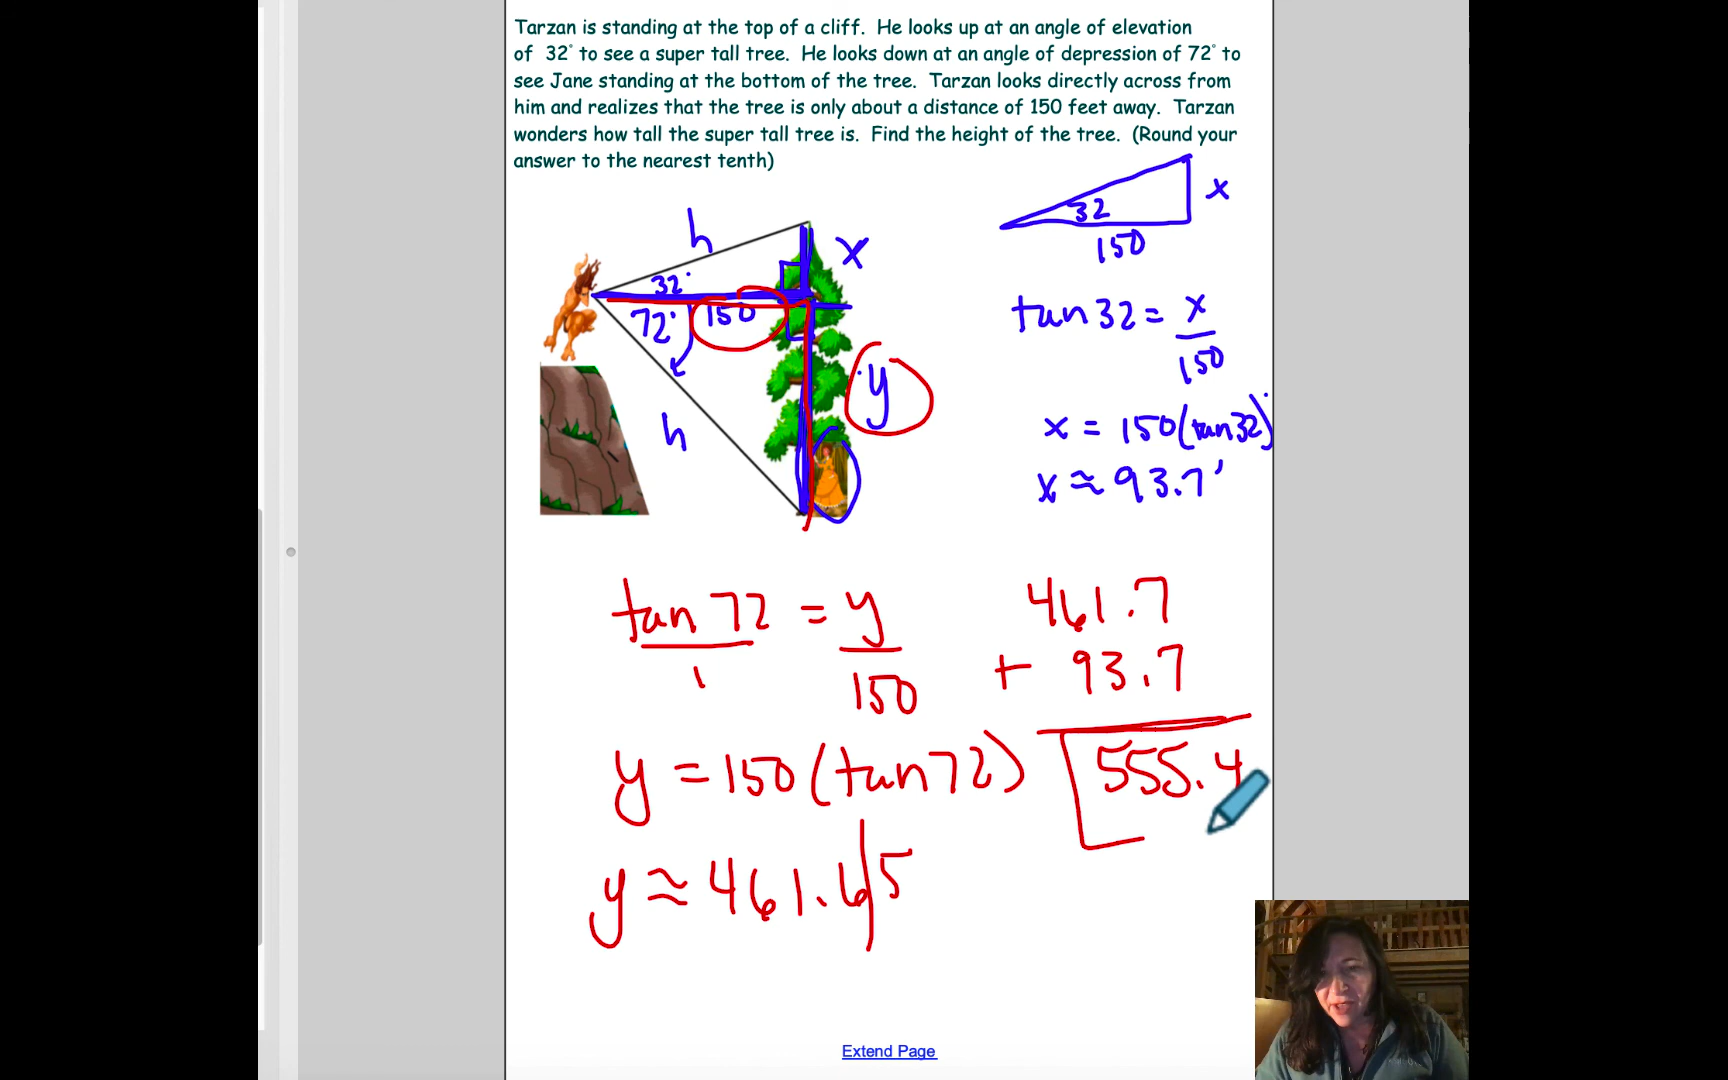 Tarzan is standing at the top of a cliff. He looks up at an angle of elevation
of 32° to see a super tall tree. He looks down at an angle of depression of 72° to
see Jane standing at the bottom of the tree. Tarzan looks directly across from
him and realizes that the tree is only about a distance of 150 feet away. Tarzan
wonders how tall the super tall tree is. Find the height of the tree. (Round your
answer to the nearest tenth)
h
x
32°
72°
150
y
h
32
x
150
tan 32 = x
150
x = 150(tan 32)
x ≈ 93.7'
tan 72 = y
1
150
y = 150 (tan 72)
y ≈ 461.65
461.7
+ 93.7
555.4
Extend Page